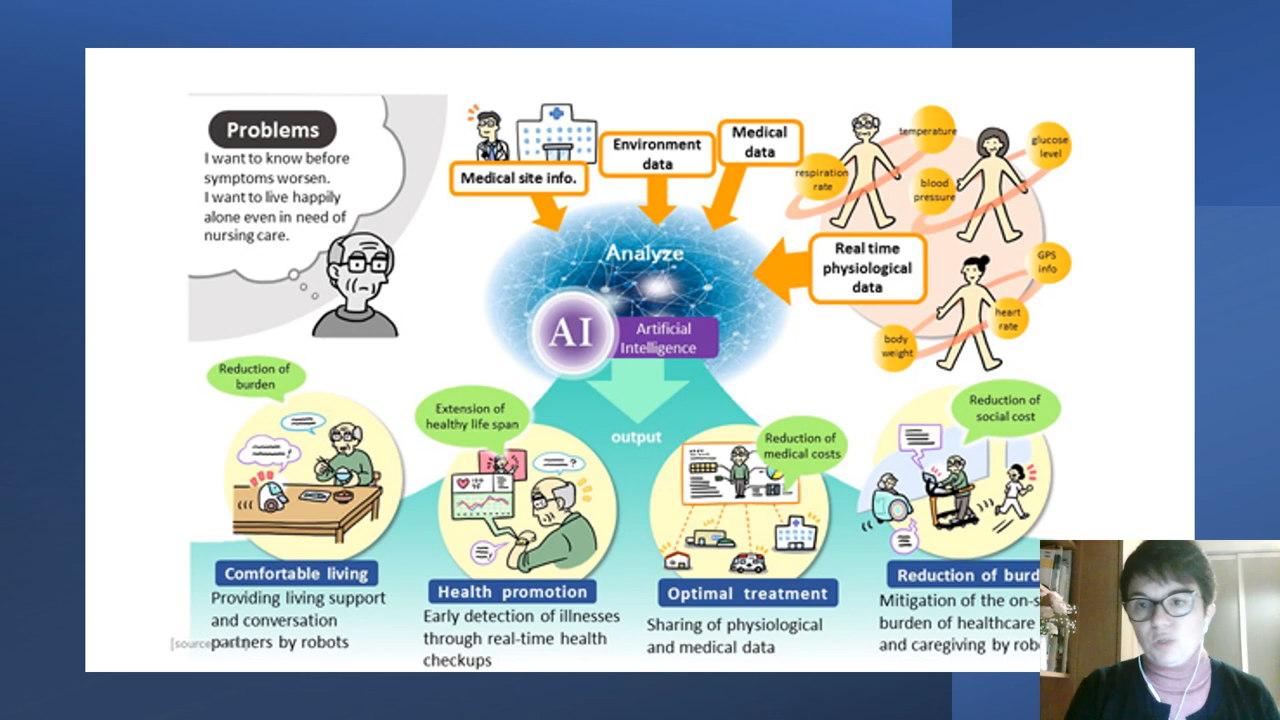 Problems
I want to know before
symptoms worsen.
I want to live happily
alone even in need of
nursing care.
Medical site info.
Environment
data
Medical
data
temperature
respiration
rate
blood
pressure
glucose
level
Analyze
Real time
physiological
data
GPS
info
heart
rate
body
weight
AI
Artificial
Intelligence
output
Reduction of
burden
Extension of
healthy life span
Reduction of
medical costs
Reduction of
social cost
Comfortable living
Providing living support
and conversation
partners by robots
Health promotion
Early detection of illnesses
through real-time health
checkups
Optimal treatment
Sharing of physiological
and medical data
Reduction of burd
Mitigation of the on-s
burden of healthcare
and caregiving by rob